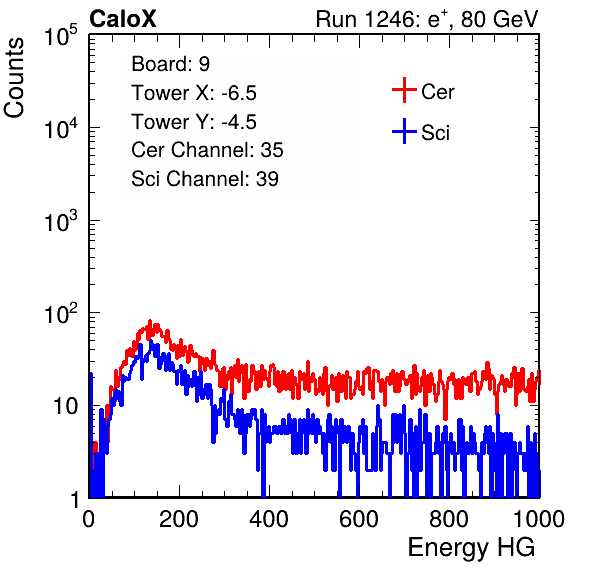 CaloX Run 1246: e⁺, 80 GeV
Counts
10⁵
10⁴
10³
10²
10
1
Board: 9
Tower X: -6.5
Tower Y: -4.5
Cer Channel: 35
Sci Channel: 39
Cer
Sci
0 200 400 600 800 1000
Energy HG